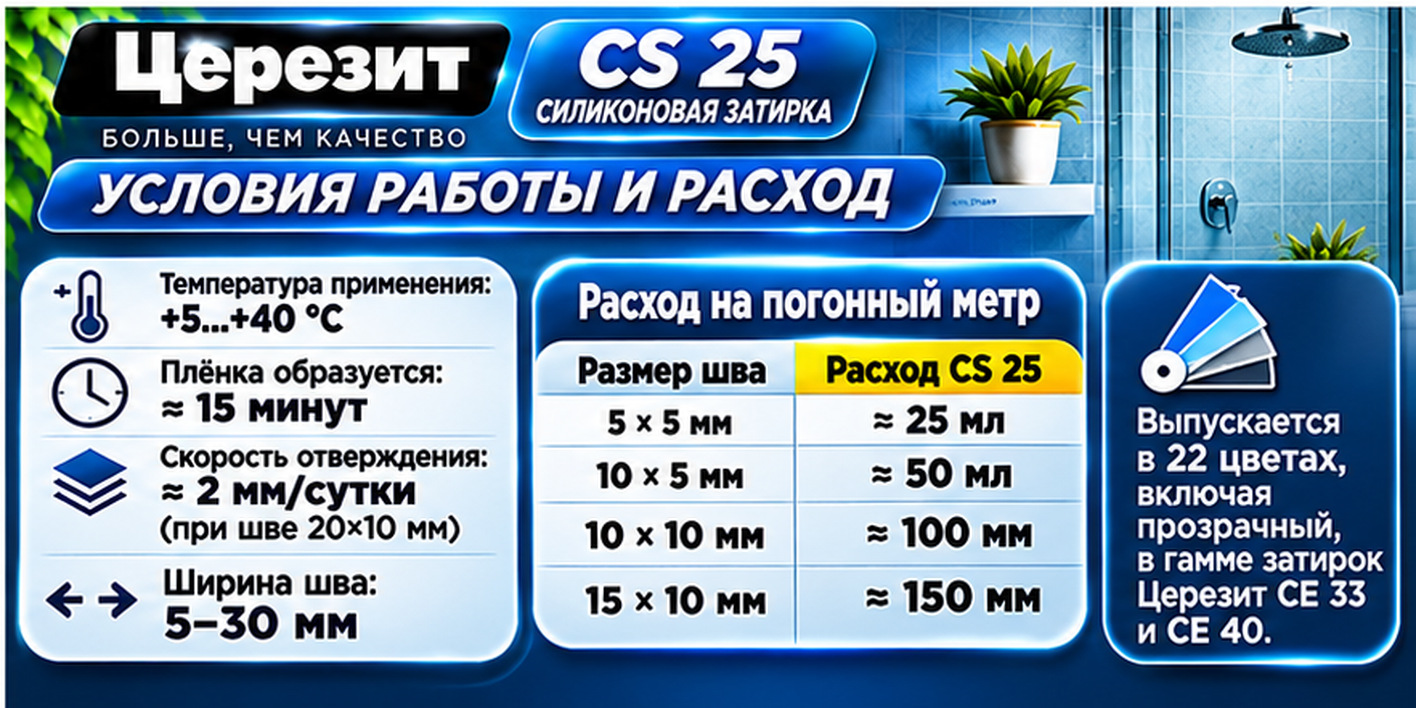 Церезит
БОЛЬШЕ, ЧЕМ КАЧЕСТВО
CS 25
СИЛИКОНОВАЯ ЗАТИРКА
УСЛОВИЯ РАБОТЫ И РАСХОД
Температура применения:
+5...+40 °C
Плёнка образуется:
≈ 15 минут
Скорость отверждения:
≈ 2 мм/сутки
(при шве 20×10 мм)
Ширина шва:
5–30 мм
Расход на погонный метр
Размер шва Расход CS 25
5 × 5 мм ≈ 25 мл
10 × 5 мм ≈ 50 мл
10 × 10 мм ≈ 100 мм
15 × 10 мм ≈ 150 мм
Выпускается
в 22 цветах,
включая
прозрачный,
в гамме затирок
Церезит CE 33
и CE 40.